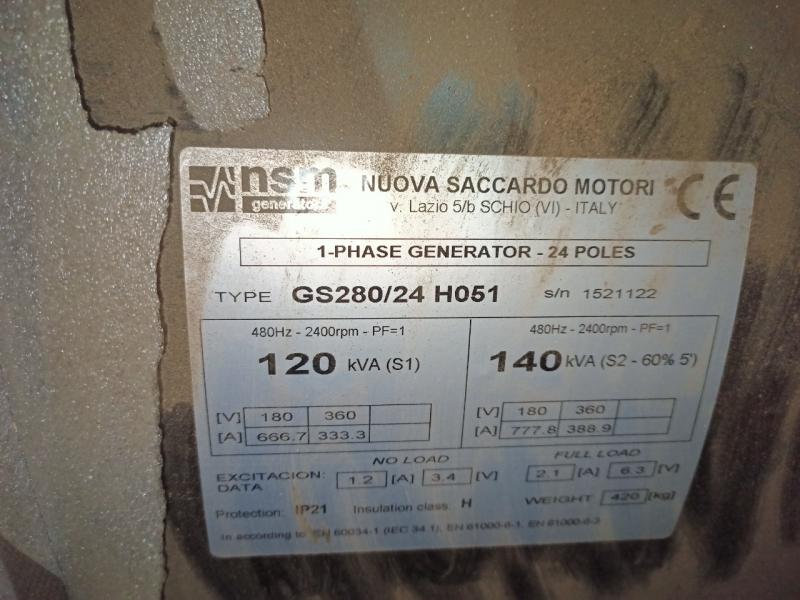 nsm NUOVA SACCARDO MOTORI CE
generators v. Lazio 5/b SCHIO (VI) - ITALY
1-PHASE GENERATOR - 24 POLES
TYPE GS280/24 H051 s/n 1521122
480Hz - 2400rpm - PF=1 480Hz - 2400rpm - PF=1
120 kVA (S1) 140 kVA (S2 - 60% 5')
[V] 180 360 [V] 180 360
[A] 666.7 333.3 [A] 777.8 388.9
NO LOAD FULL LOAD
EXCITACION: 1.2 [A] 3.4 [V] 2.1 [A] 6.3 [V]
DATA
Protection: IP21 Insulation class: H WEIGHT 420 [kg]
In according to EN 60034-1 (IEC 34.1), EN 61000-6-1, EN 61000-6-3